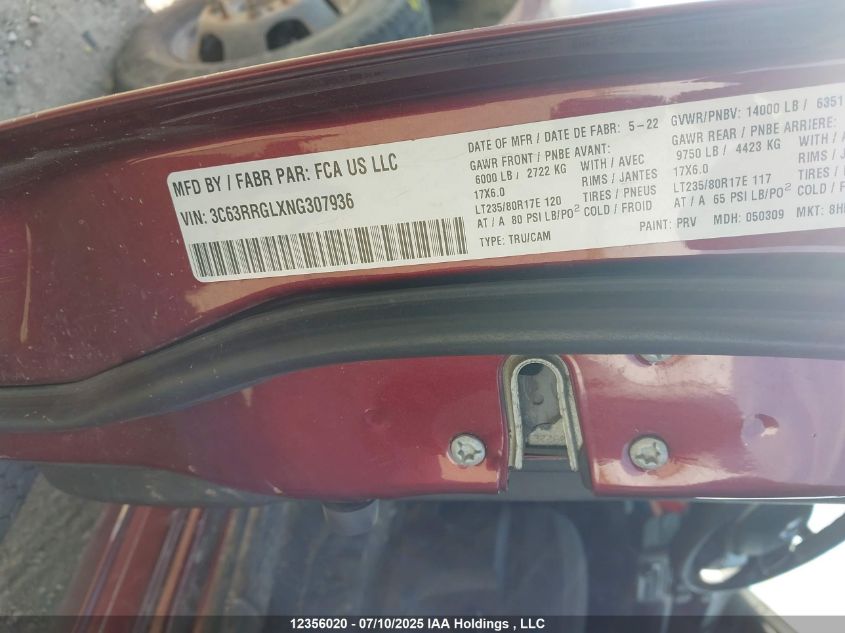 MFD BY / FABR PAR: FCA US LLC
VIN: 3C63RRGLXNG307936
DATE OF MFR / DATE DE FABR: 5-22
GVWR/PNBV: 14000 LB / 6351
GAWR FRONT / PNBE AVANT:
6000 LB / 2722 KG WITH / AVEC
17X6.0 RIMS / JANTES
LT235/80R17E 120 TIRES / PNEUS
AT / A 80 PSI LB/PO² COLD / FROID
GAWR REAR / PNBE ARRIERE:
9750 LB / 4423 KG WITH /
17X6.0 RIMS /
LT235/80R17E 117 TIRES /
AT / A 65 PSI LB/PO² COLD /
TYPE: TRU/CAM PAINT: PRV MDH: 050309 MKT:
12356020 - 07/10/2025 IAA Holdings , LLC